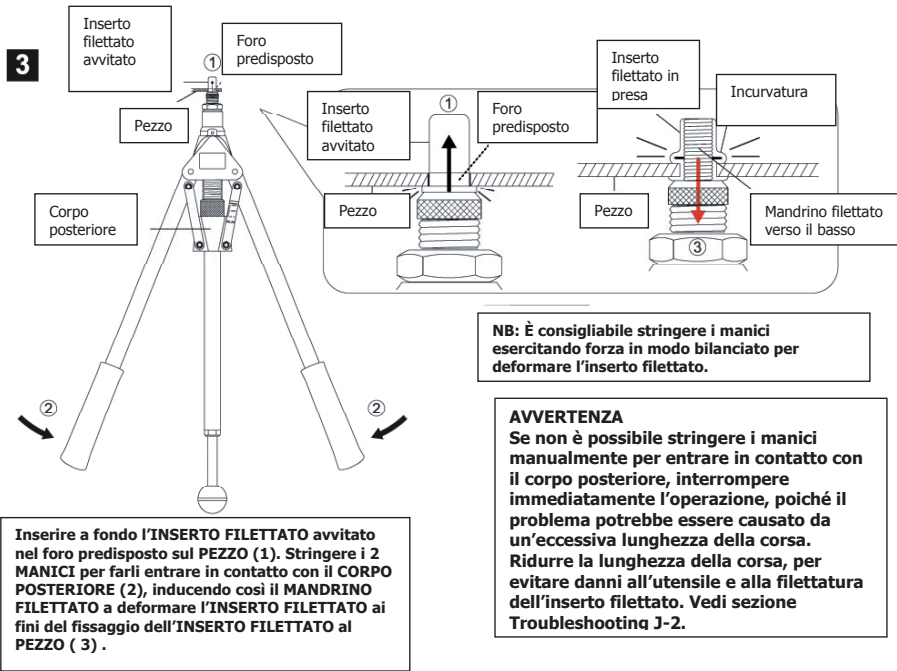 3
Inserto
filettato
avvitato
①
Foro
predisposto
Pezzo
Corpo
posteriore
②
②
Inserto
filettato
avvitato
①
Foro
predisposto
Pezzo
Inserto
filettato in
presa
Incurvatura
Pezzo
Mandrino filettato
verso il basso
③
NB: È consigliabile stringere i manici
esercitando forza in modo bilanciato per
deformare l’inserto filettato.
AVVERTENZA
Se non è possibile stringere i manici
manualmente per entrare in contatto con
il corpo posteriore, interrompere
immediatamente l’operazione, poiché il
problema potrebbe essere causato da
un’eccessiva lunghezza della corsa.
Ridurre la lunghezza della corsa, per
evitare danni all’utensile e alla filettatura
dell’inserto filettato. Vedi sezione
Troubleshooting J-2.
Inserire a fondo l’INSERTO FILETTATO avvitato
nel foro predisposto sul PEZZO (1). Stringere i 2
MANICI per farli entrare in contatto con il CORPO
POSTERIORE (2), inducendo così il MANDRINO
FILETTATO a deformare l’INSERTO FILETTATO ai
fini del fissaggio dell’INSERTO FILETTATO al
PEZZO ( 3) .